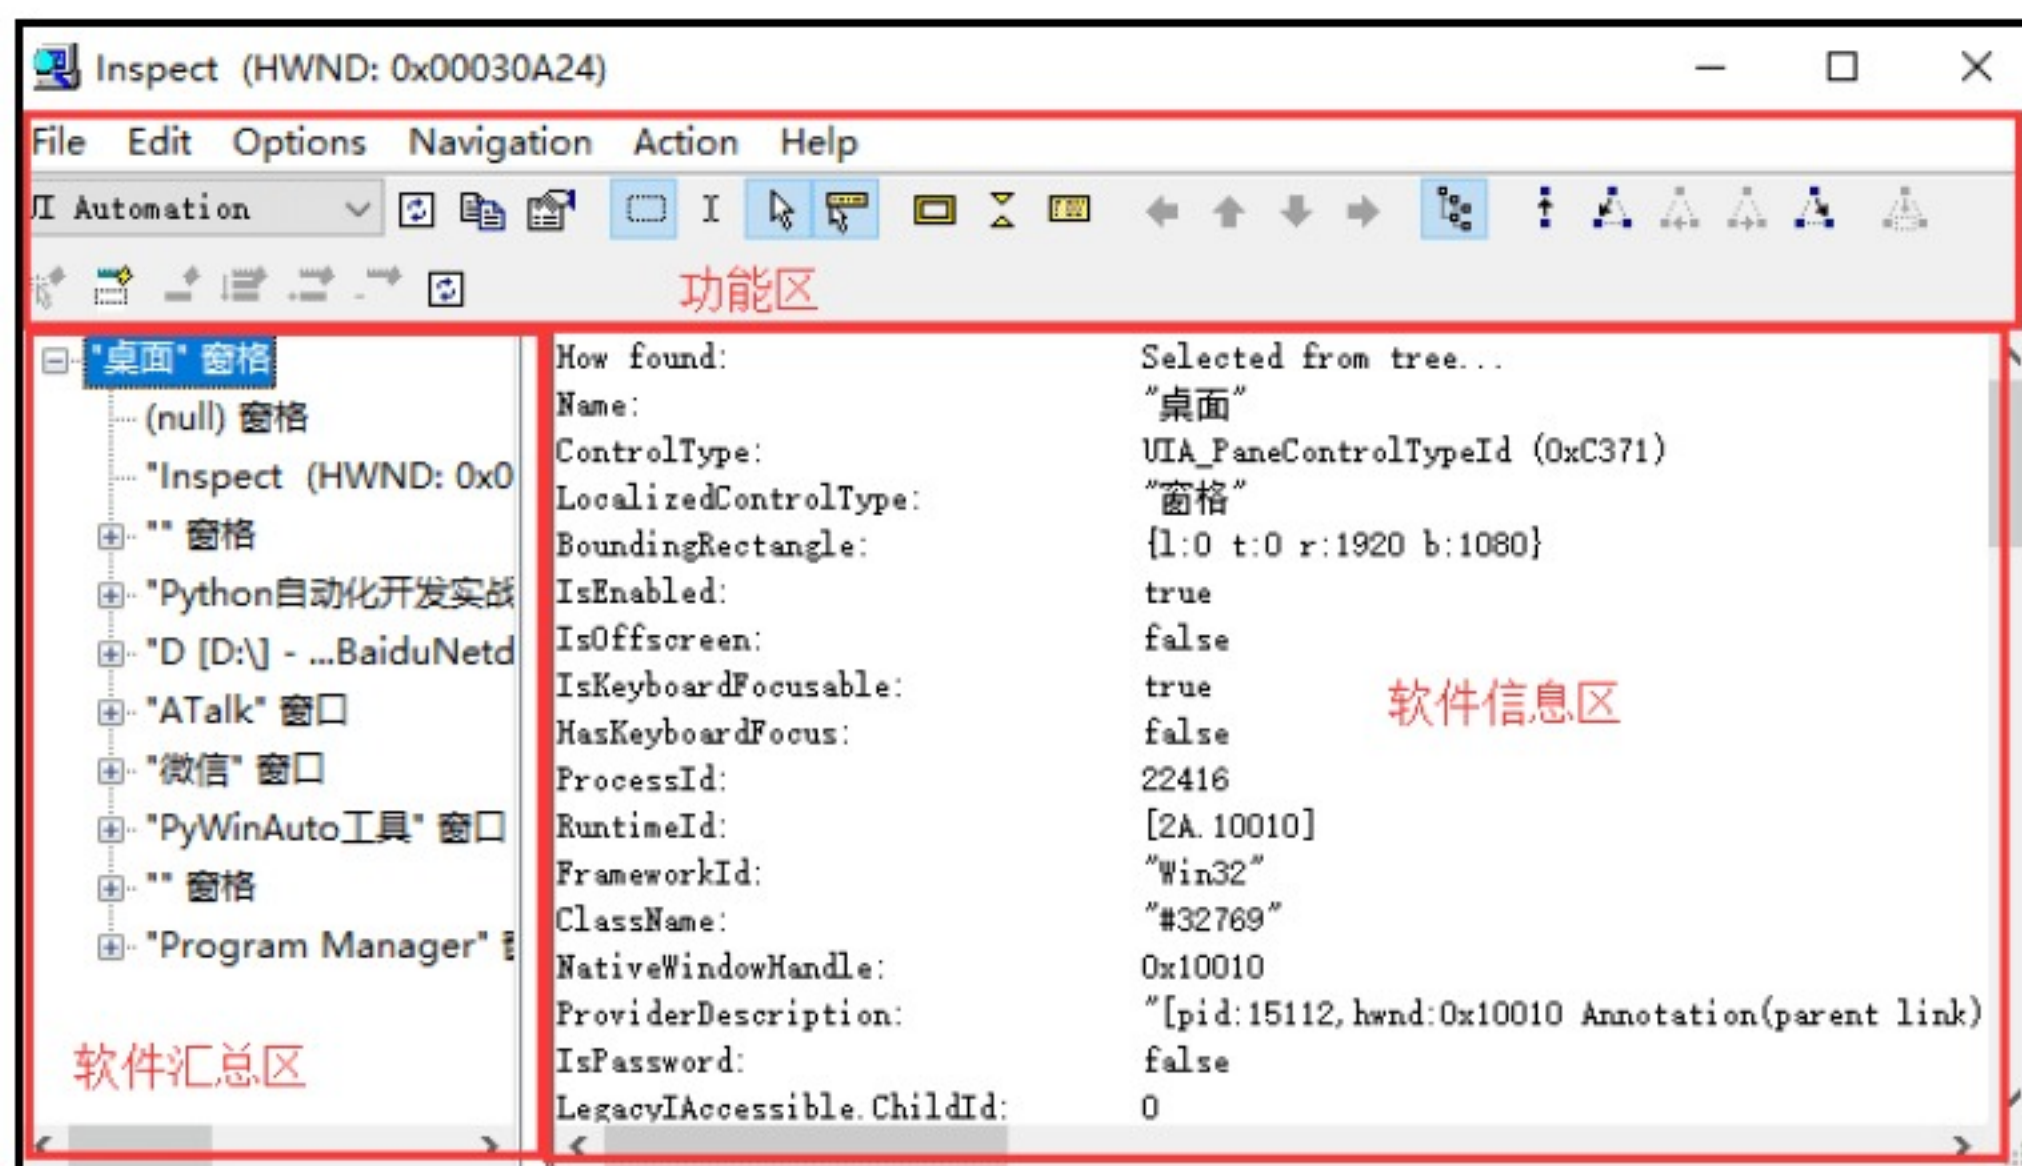 Inspect (HWND: 0x00030A24)
File Edit Options Navigation Action Help
UI Automation
功能区
"桌面" 窗格
(null) 窗格
"Inspect (HWND: 0x0
"" 窗格
"Python自动化开发实战
"D [D:\] - ...BaiduNetd
"ATalk" 窗口
"微信" 窗口
"PyWinAuto工具" 窗口
"" 窗格
"Program Manager"
软件汇总区
How found: Selected from tree...
Name: "桌面"
ControlType: UIA_PaneControlTypeId (0xC371)
LocalizedControlType: "窗格"
BoundingRectangle: {l:0 t:0 r:1920 b:1080}
IsEnabled: true
IsOffscreen: false
IsKeyboardFocusable: true
软件信息区
HasKeyboardFocus: false
ProcessId: 22416
RuntimeId: [2A.10010]
FrameworkId: "Win32"
ClassName: "#32769"
NativeWindowHandle: 0x10010
ProviderDescription: "[pid:15112,hwnd:0x10010 Annotation(parent link)
IsPassword: false
LegacyIAccessible.ChildId: 0